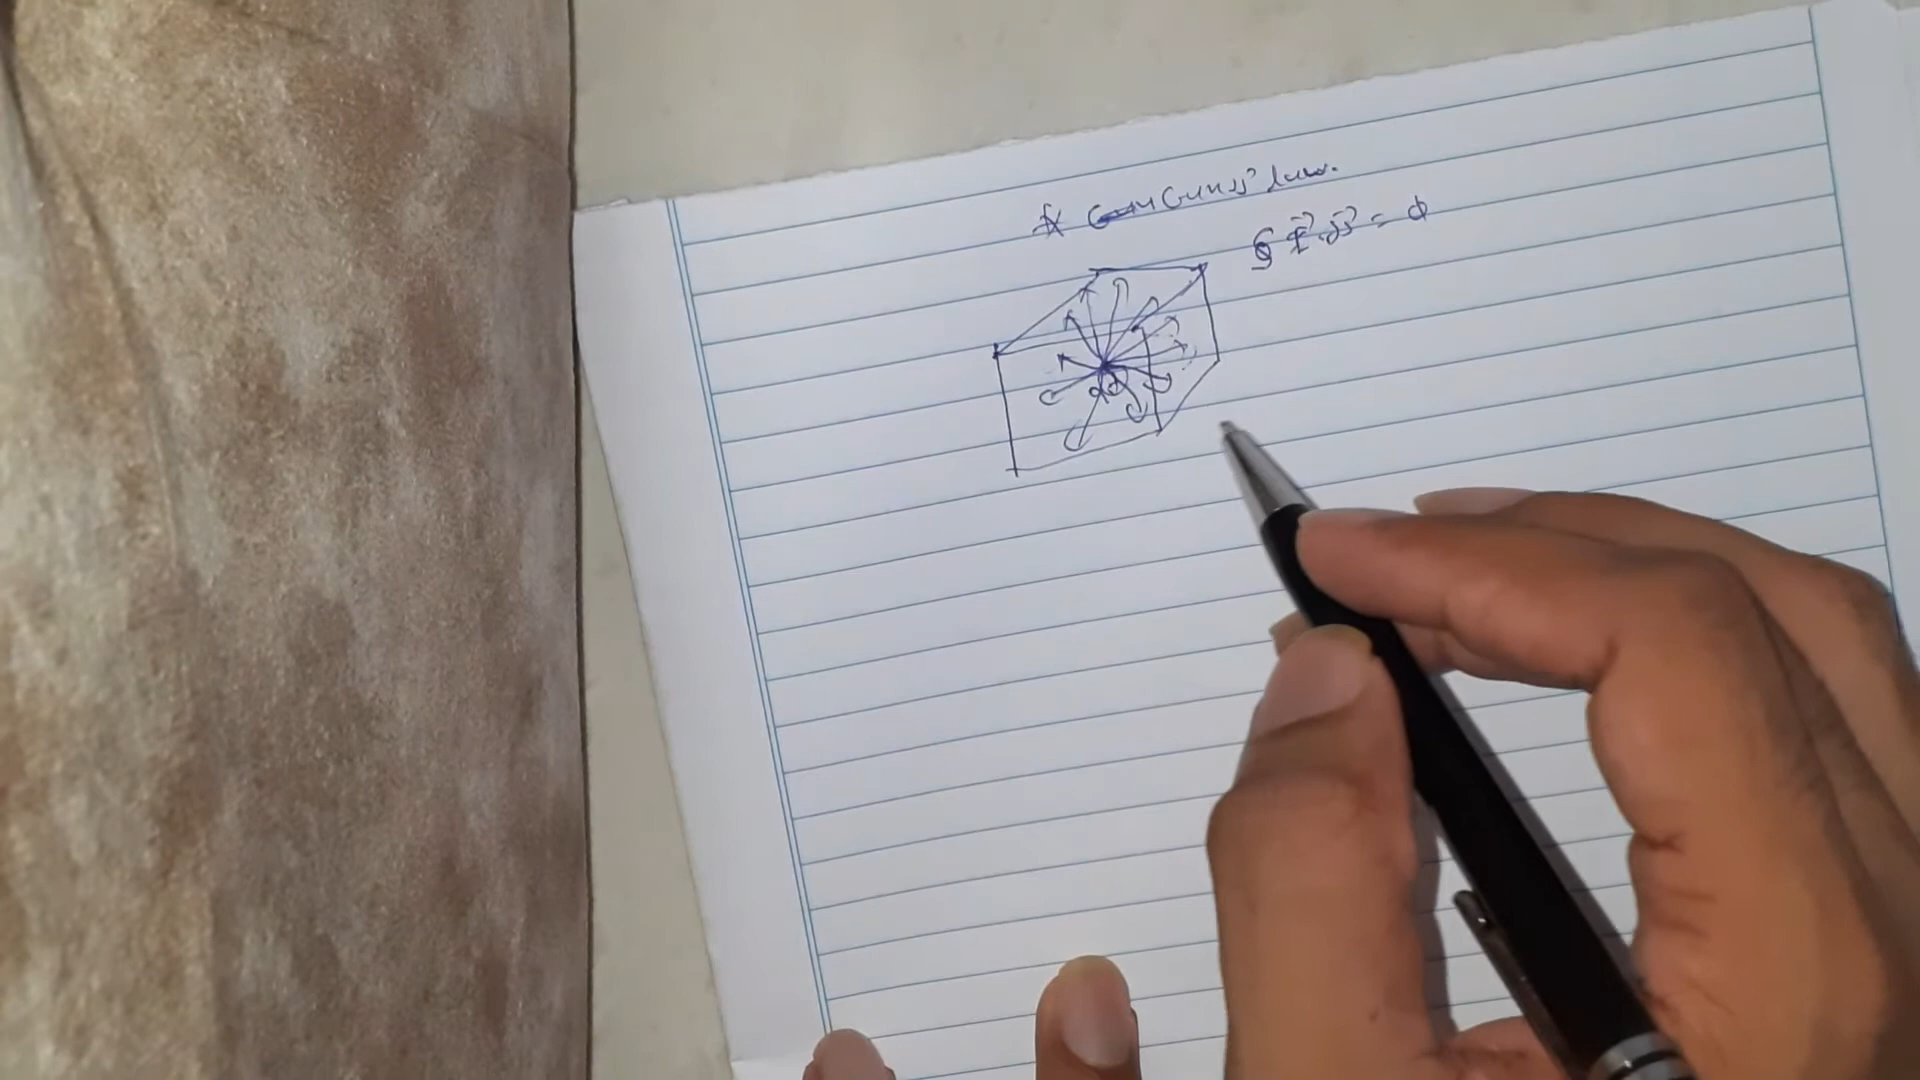 * Gauss' law.
∮ E⃗.ds⃗ = ϕ
q